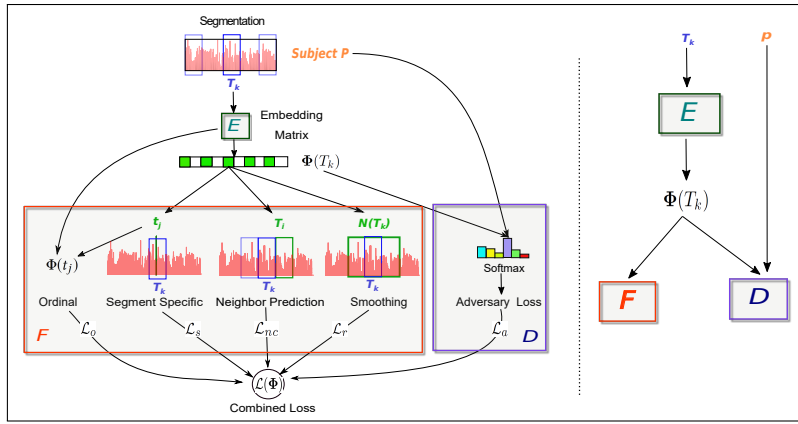 Segmentation
Subject P
T_k
E
Embedding
Matrix
Φ(T_k)
t_j
T_i
N(T_k)
Φ(t_j)
T_k
T_k
T_k
Softmax
Ordinal
Segment Specific
Neighbor Prediction
Smoothing
Adversary Loss
F
ℒ_o
ℒ_s
ℒ_nc
ℒ_r
ℒ_a
D
ℒ(Φ)
Combined Loss
T_k
P
E
Φ(T_k)
F
D